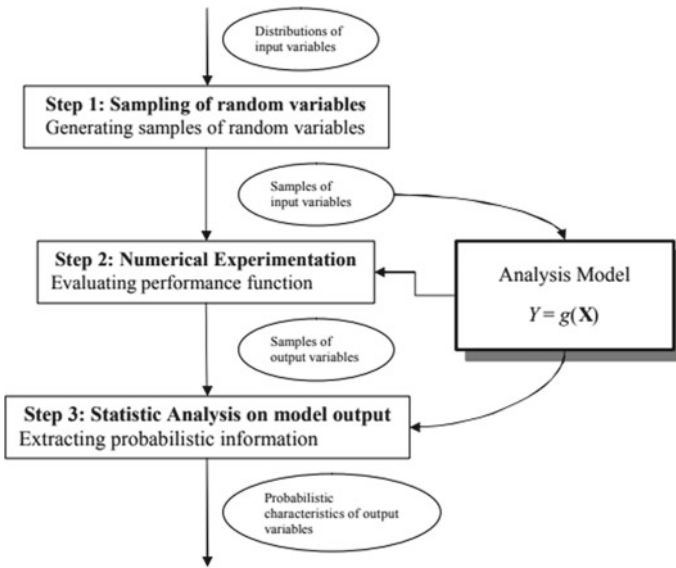 Distributions of
input variables
Step 1: Sampling of random variables
Generating samples of random variables
Samples of
input variables
Step 2: Numerical Experimentation
Evaluating performance function
Analysis Model
Y = g(X)
Samples of
output variables
Step 3: Statistic Analysis on model output
Extracting probabilistic information
Probabilistic
characteristics of output
variables